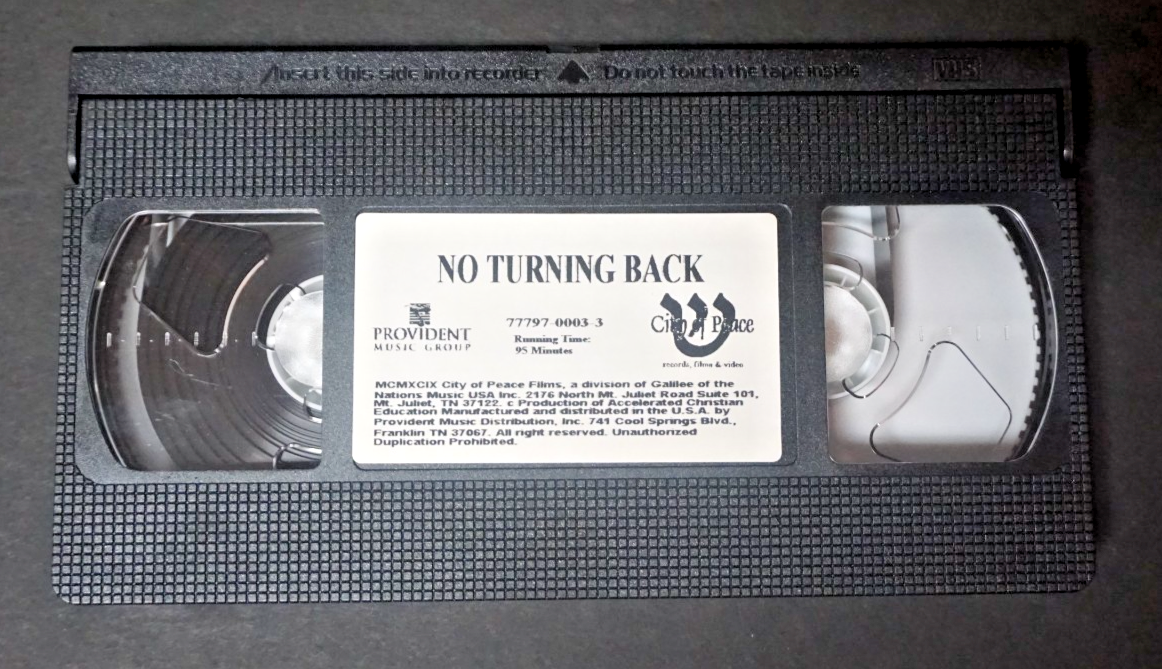 Insert this side into recorder Do not touch the tape inside VHS
NO TURNING BACK
PROVIDENT
MUSIC GROUP
77797-0003-3
Running Time:
95 Minutes
City of Peace
records, films & video
MCMXCIX City of Peace Films, a division of Galilee of the
Nations Music USA Inc. 2176 North Mt. Juliet Road Suite 101,
Mt. Juliet, TN 37122. c Production of Accelerated Christian
Education Manufactured and distributed in the U.S.A. by
Provident Music Distribution, Inc. 741 Cool Springs Blvd.,
Franklin TN 37067. All right reserved. Unauthorized
Duplication Prohibited.